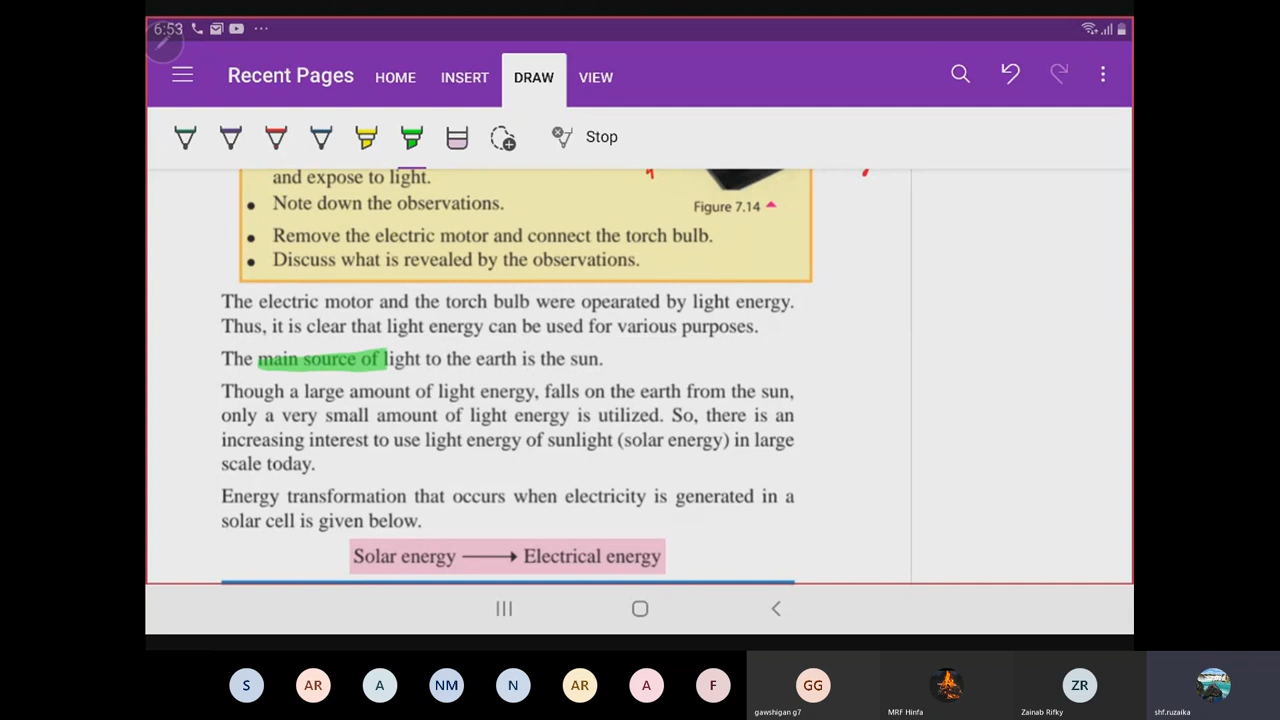 6:53
Recent Pages HOME INSERT DRAW VIEW
Stop
and expose to light.
Note down the observations.
Figure 7.14
Remove the electric motor and connect the torch bulb.
Discuss what is revealed by the observations.
The electric motor and the torch bulb were opearated by light energy.
Thus, it is clear that light energy can be used for various purposes.
The main source of light to the earth is the sun.
Though a large amount of light energy, falls on the earth from the sun,
only a very small amount of light energy is utilized. So, there is an
increasing interest to use light energy of sunlight (solar energy) in large
scale today.
Energy transformation that occurs when electricity is generated in a
solar cell is given below.
Solar energy ⟶ Electrical energy
S AR A NM N AR A F GG ZR
gawshigan g7 MRF Hinfa Zainab Rifky shf.ruzaika